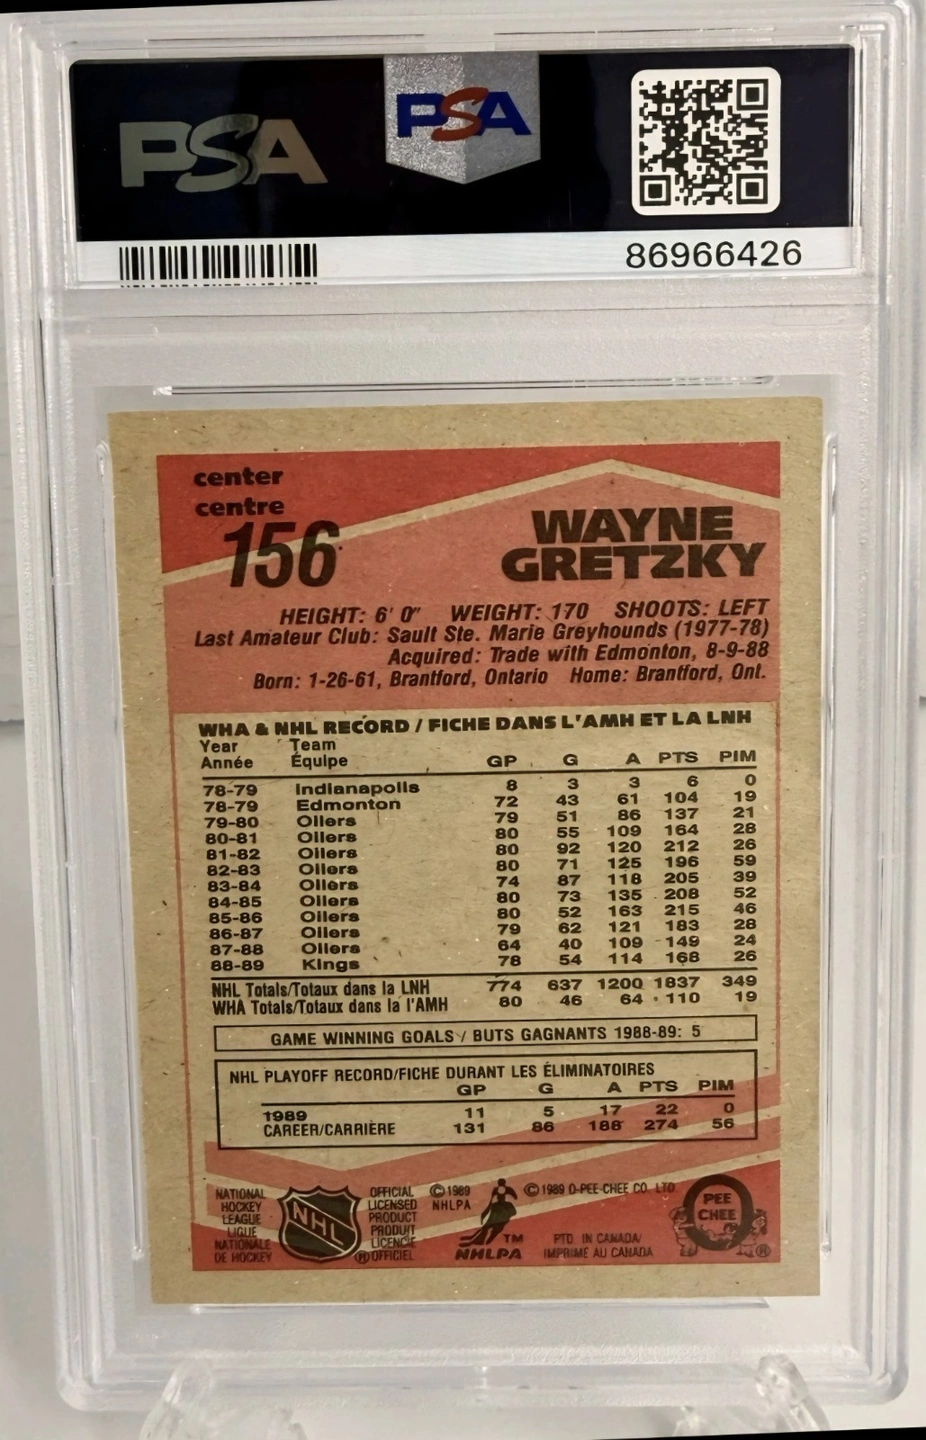 PSA
PSA
86966426
center
centre
156
WAYNE
GRETZKY
HEIGHT: 6' 0" WEIGHT: 170 SHOOTS: LEFT
Last Amateur Club: Sault Ste. Marie Greyhounds (1977-78)
Acquired: Trade with Edmonton, 8-9-88
Born: 1-26-61, Brantford, Ontario Home: Brantford, Ont.
WHA & NHL RECORD / FICHE DANS L'AMH ET LA LNH
Year Team
Année Équipe GP G A PTS PIM
78-79 Indianapolis 8 3 3 6 0
78-79 Edmonton 72 43 61 104 19
79-80 Oilers 79 51 86 137 21
80-81 Oilers 80 55 109 164 28
81-82 Oilers 80 92 120 212 26
82-83 Oilers 80 71 125 196 59
83-84 Oilers 74 87 118 205 39
84-85 Oilers 80 73 135 208 52
85-86 Oilers 80 52 163 215 46
86-87 Oilers 79 62 121 183 28
87-88 Oilers 64 40 109 149 24
88-89 Kings 78 54 114 168 26
NHL Totals/Totaux dans la LNH 774 637 1200 1837 349
WHA Totals/Totaux dans la l'AMH 80 46 64 110 19
GAME WINNING GOALS / BUTS GAGNANTS 1988-89: 5
NHL PLAYOFF RECORD/FICHE DURANT LES ÉLIMINATOIRES
GP G A PTS PIM
1989 11 5 17 22 0
CAREER/CARRIÈRE 131 86 188 274 56
NATIONAL
HOCKEY
LEAGUE
LIGUE
NATIONALE
DE HOCKEY
NHL
OFFICIAL
LICENSED
PRODUCT
PRODUIT
LICENCIÉ
OFFICIEL
®
© 1989
NHLPA
TM
NHLPA
© 1989 O-PEE-CHEE CO. LTD
PTD IN CANADA/
IMPRIMÉ AU CANADA
PEE
CHEE
®